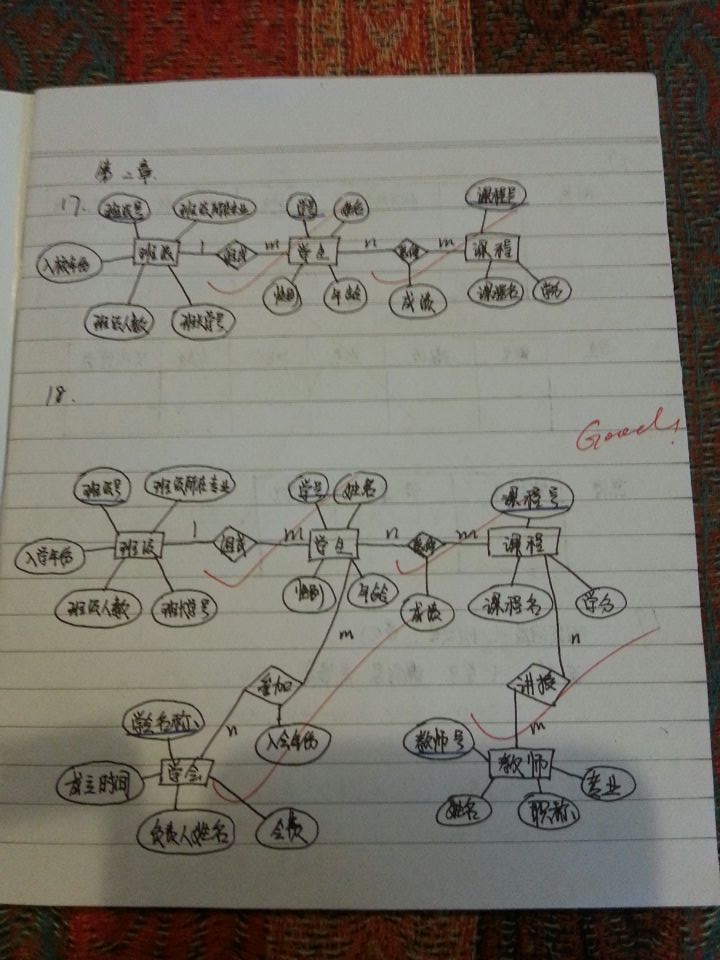 第二章
17.
班级号 班级所在专业 学号 姓名 课程号
班级 1 组成 m 学生 n 选修 m 课程
入校年份
性别 年龄 成绩 课程名 学分
班级人数 班长学号
18.
Good!
班级号 班级所在专业 学号 姓名 课程号
班级 1 组成 m 学生 n 选修 m 课程
入学年份
性别 年龄 成绩 课程名 学分
班级人数 班长学号
m n
参加 讲授
n 入会年份 m
学会名称 教师号
学会 教师
成立时间 专业
负责人姓名 会费 姓名 职称